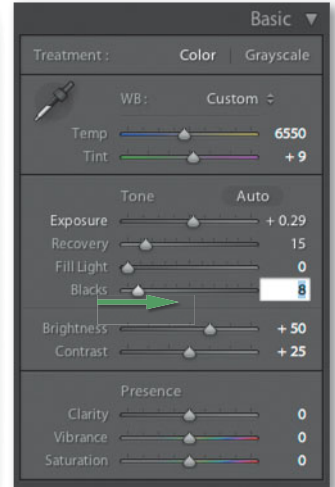 Basic ▼
Treatment : Color | Grayscale
WB : Custom
Temp 6550
Tint + 9
Tone Auto
Exposure + 0.29
Recovery 15
Fill Light 0
Blacks 8
Brightness + 50
Contrast + 25
Presence
Clarity 0
Vibrance 0
Saturation 0